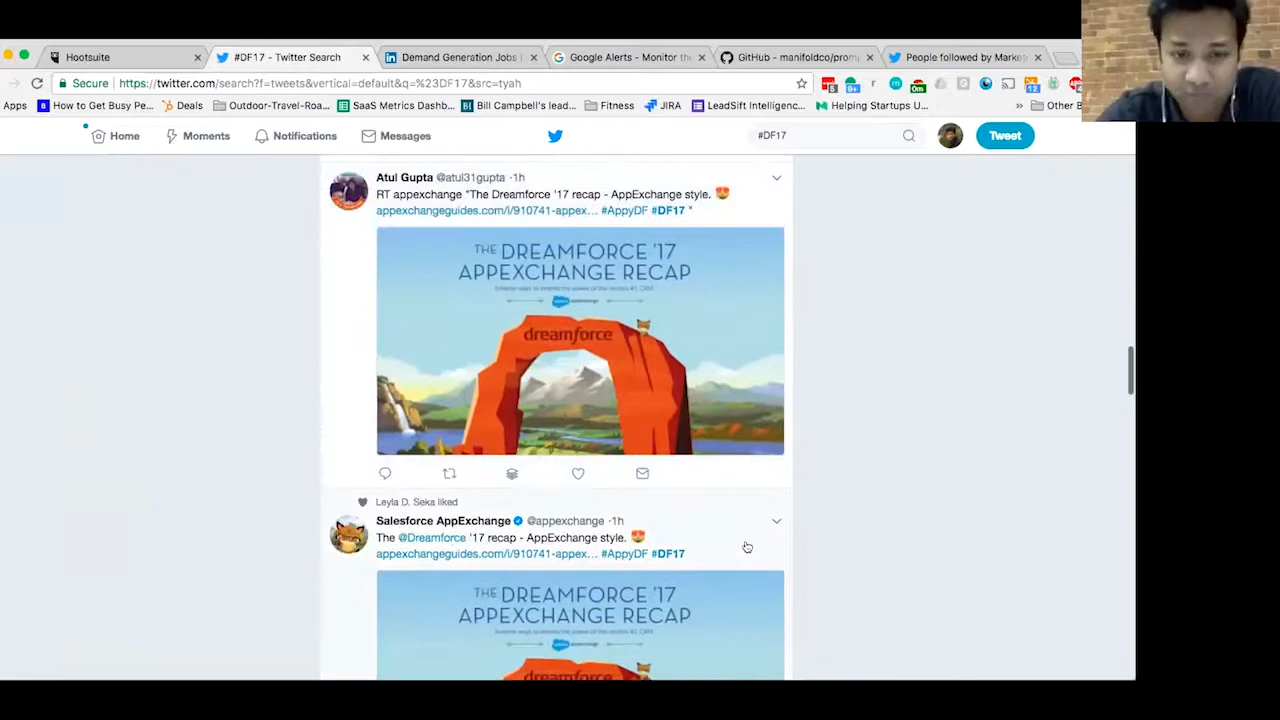 Hootsuite
#DF17 - Twitter Search
Demand Generation Jobs
Google Alerts - Monitor the
GitHub - manifoldco/prom
People followed by Market
Secure
https://twitter.com/search?f=tweets&vertical=default&q=%23DF17&src=tyah
Apps
How to Get Busy Pe...
Deals
Outdoor-Travel-Roa...
SaaS Metrics Dashb...
Bill Campbell's lead...
Fitness
JIRA
LeadSift Intelligenc...
Helping Startups U...
»
Other B
Home
Moments
Notifications
Messages
#DF17
Tweet
Atul Gupta @atul31gupta · 1h
RT appexchange "The Dreamforce '17 recap - AppExchange style. 😍
appexchangeguides.com/i/910741-appex... #AppyDF #DF17 "
THE DREAMFORCE '17
APPEXCHANGE RECAP
dreamforce
Leyla D. Seka liked
Salesforce AppExchange @appexchange · 1h
The @Dreamforce '17 recap - AppExchange style. 😍
appexchangeguides.com/i/910741-appex... #AppyDF #DF17
THE DREAMFORCE '17
APPEXCHANGE RECAP
dreamforce